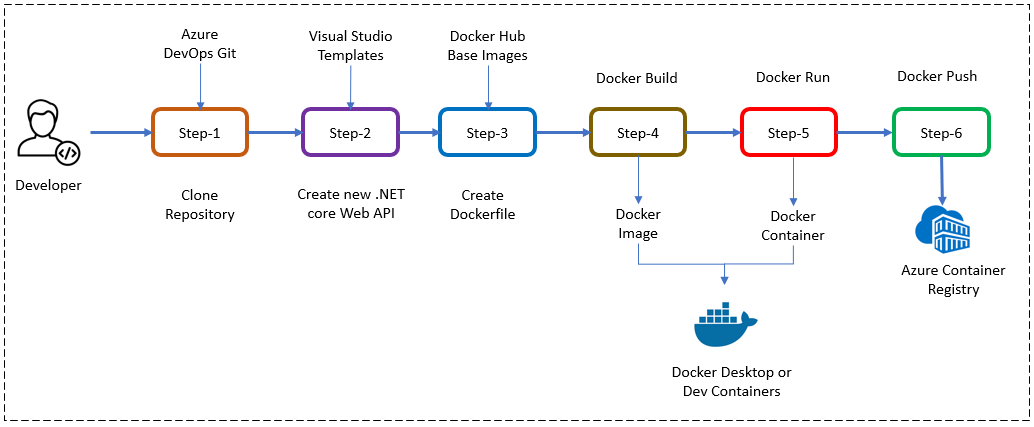 Azure
DevOps Git
Visual Studio
Templates
Docker Hub
Base Images
Docker Build
Docker Run
Docker Push
Step-1
Step-2
Step-3
Step-4
Step-5
Step-6
Developer
Clone
Repository
Create new .NET
core Web API
Create
Dockerfile
Docker
Image
Docker
Container
Azure Container
Registry
Docker Desktop or
Dev Containers